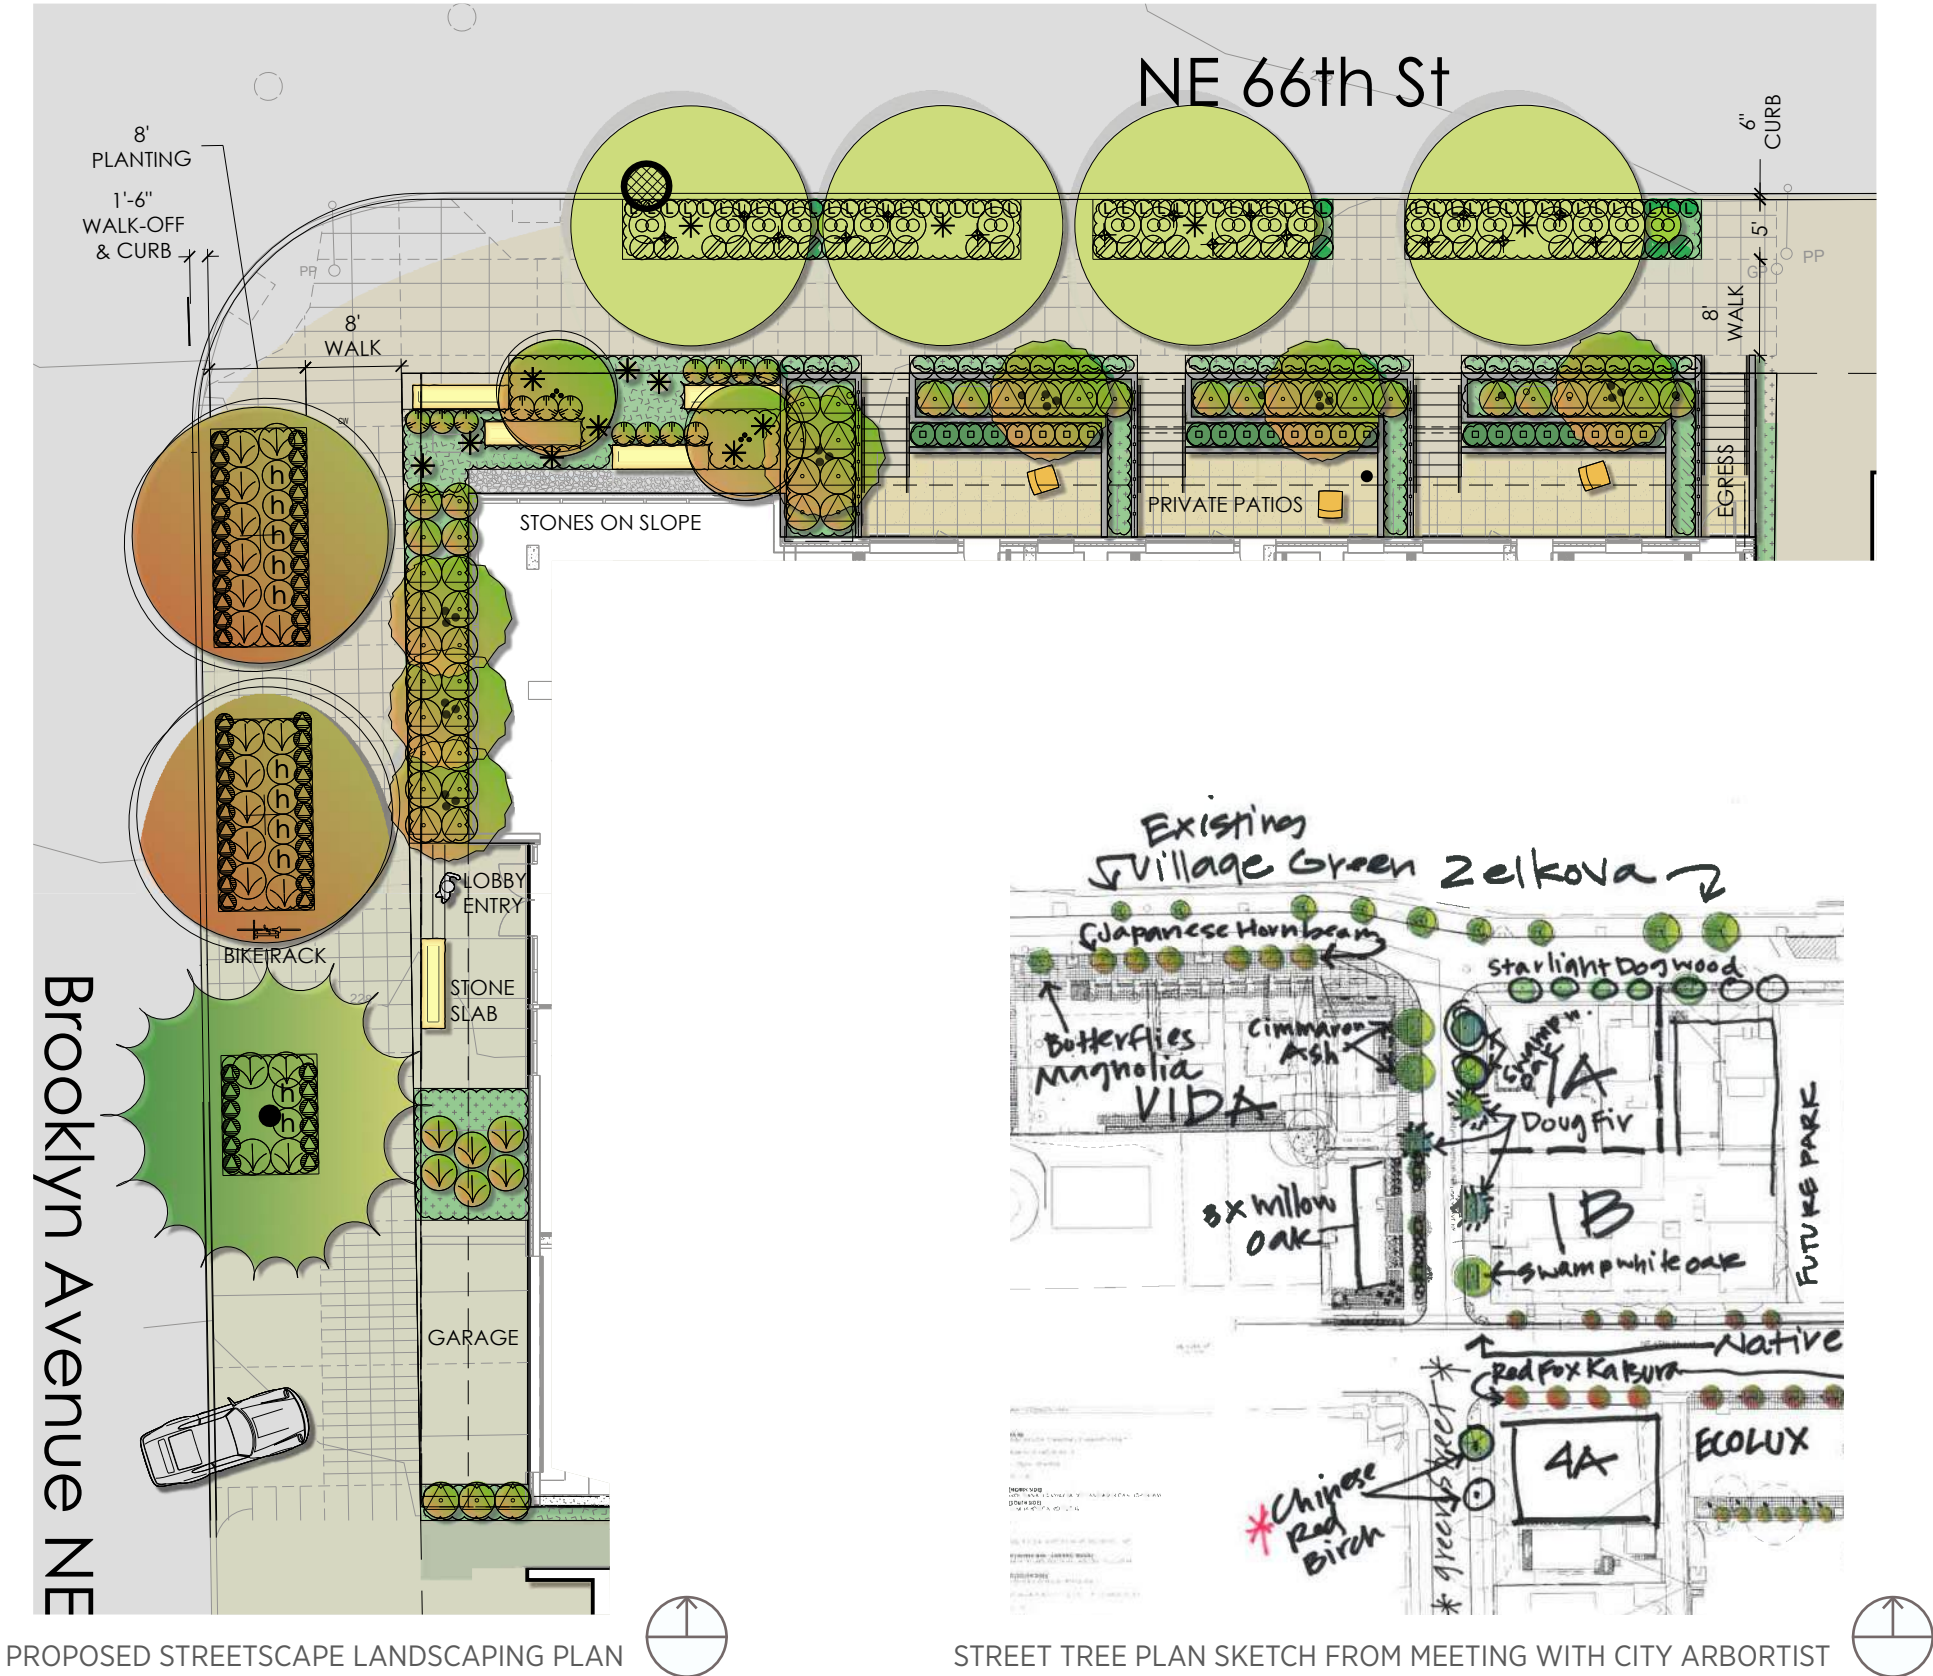 NE 66th St
8'
PLANTING
1'-6"
WALK-OFF
& CURB
6"
CURB
5'
8'
WALK
PP
GP
PP
8'
WALK
STONES ON SLOPE
PRIVATE PATIOS
EGRESS
LOBBY
ENTRY
BIKE RACK
STONE
SLAB
GARAGE
Brooklyn Avenue NE
PROPOSED STREETSCAPE LANDSCAPING PLAN
Existing
Village Green Zelkova
Japanese Hornbeam
Starlight Dogwood
Butterflies
Magnolia
Cimmaron
Ash
VIDA
1A
Doug Fir
3x Willow
Oak
1B
Swamp white oak
FUTURE PARK
Native
Red Fox Katsura
4A
ECOLUX
* Chinese
Red
Birch
* green street *
STREET TREE PLAN SKETCH FROM MEETING WITH CITY ARBORTIST